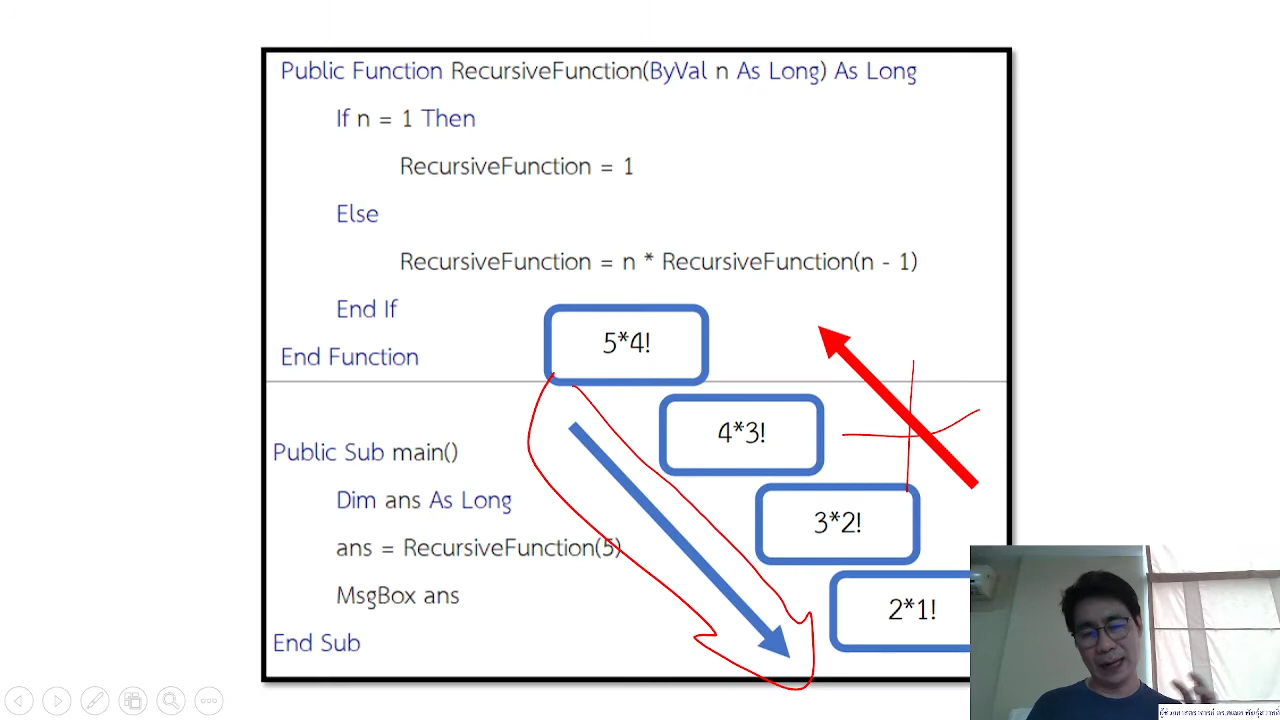 Public Function RecursiveFunction(ByVal n As Long) As Long
If n = 1 Then
RecursiveFunction = 1
Else
RecursiveFunction = n * RecursiveFunction(n - 1)
End If
End Function
5*4!
4*3!
3*2!
2*1!
Public Sub main()
Dim ans As Long
ans = RecursiveFunction(5)
MsgBox ans
End Sub